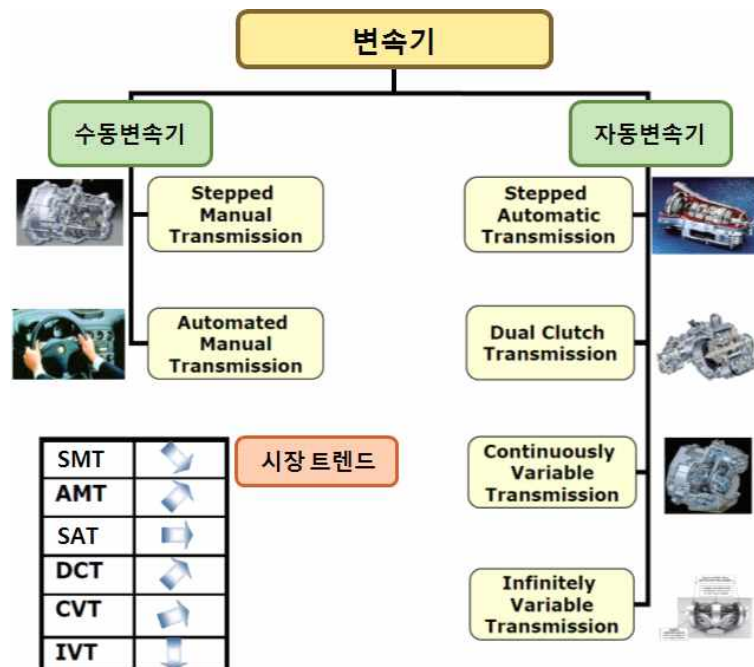 변속기
수동변속기
자동변속기
Stepped
Manual
Transmission
Automated
Manual
Transmission
Stepped
Automatic
Transmission
Dual Clutch
Transmission
Continuously
Variable
Transmission
Infinitely
Variable
Transmission
시장 트렌드
SMT
AMT
SAT
DCT
CVT
IVT